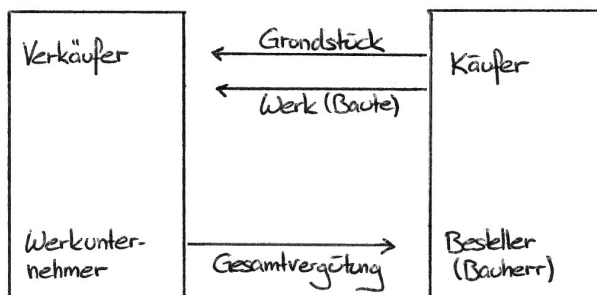 Verkäufer
Grundstück
Käufer
Werk (Baute)
Werkunter-
nehmer
Gesamtvergütung
Besteller
(Bauherr)